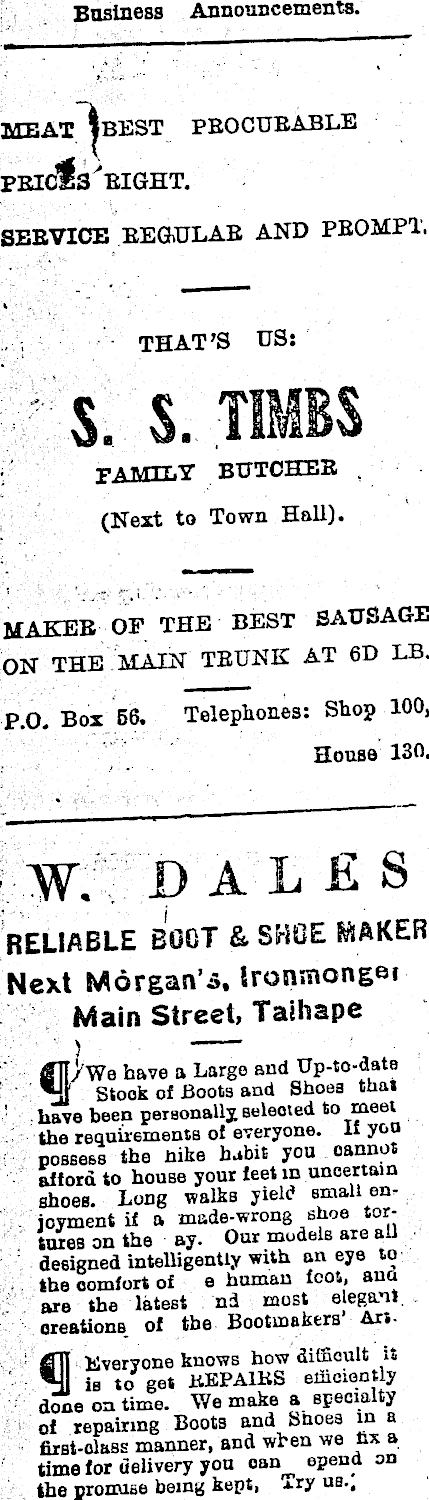 Business Announcements.
MEAT BEST PROCURABLE
PRICES RIGHT.
SERVICE REGULAR AND PROMPT.
THAT'S US:
S. S. TIMBS
FAMILY BUTCHER
(Next to Town Hall).
MAKER OF THE BEST SAUSAGE
ON THE MAIN TRUNK AT 6D LB.
P.O. Box 56. Telephones: Shop 100,
House 130.
W. DALES
RELIABLE BOOT & SHOE MAKER
Next Morgan's, Ironmonger
Main Street, Taihape
¶ We have a Large and Up-to-date
Stock of Boots and Shoes that
have been personally selected to meet
the requirements of everyone. If you
possess the hike habit you cannot
afford to house your feet in uncertain
shoes. Long walks yield small en-
joyment if a made-wrong shoe tor-
tures on the ay. Our models are all
designed intelligently with an eye to
the comfort of e human foot, and
are the latest nd most elegant
creations of the Bootmakers' Art.
¶ Everyone knows how difficult it
is to get REPAIRS efficiently
done on time. We make a specialty
of repairing Boots and Shoes in a
first-class manner, and when we fix a
time for delivery you can epend on
the promise being kept, Try us.